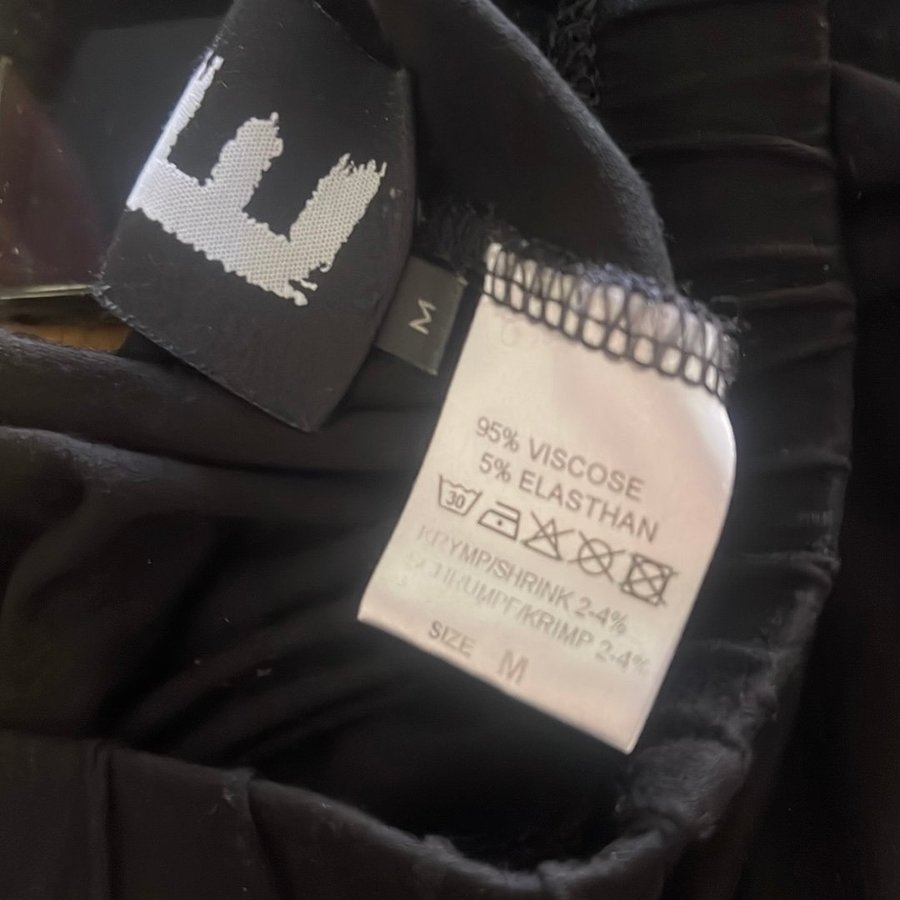 E
M
95% VISCOSE
5% ELASTHAN
30
KRYMP/SHRINK 2-4%
SCHRUMPF/KRIMP 2-4%
SIZE M